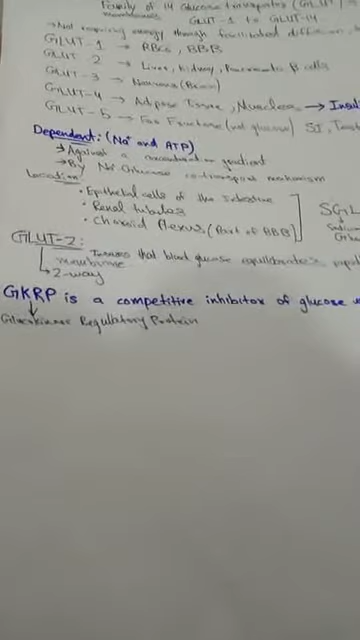 Family of 14 Glucose transporters (GLUT) in
membranes GLUT-1 to GLUT-14
Not requiring energy though facilitated diffusion
GLUT-1 → RBCs, BBB
GLUT 2 → Liver, Kidney, Pancreatic β cells
GLUT-3 → Neurons (Brain)
GLUT-4 → Adipose Tissue, Muscles → Insul
GLUT-5 → For Fructose (not glucose) SI, Test
Dependent: (Na+ and ATP)
→ Against a concentration gradient
→ By Na+-Glucose co-transport mechanism
Location:
• Epithelial cells of the intestine
• Renal tubules SGL
• Choroid Plexus (Part of BBB)
GLUT-2:
Ensures that blood glucose equilibrates
membrane
→ 2-way
GKRP is a competitive inhibitor of glucose
Glucokinase Regulatory Protein